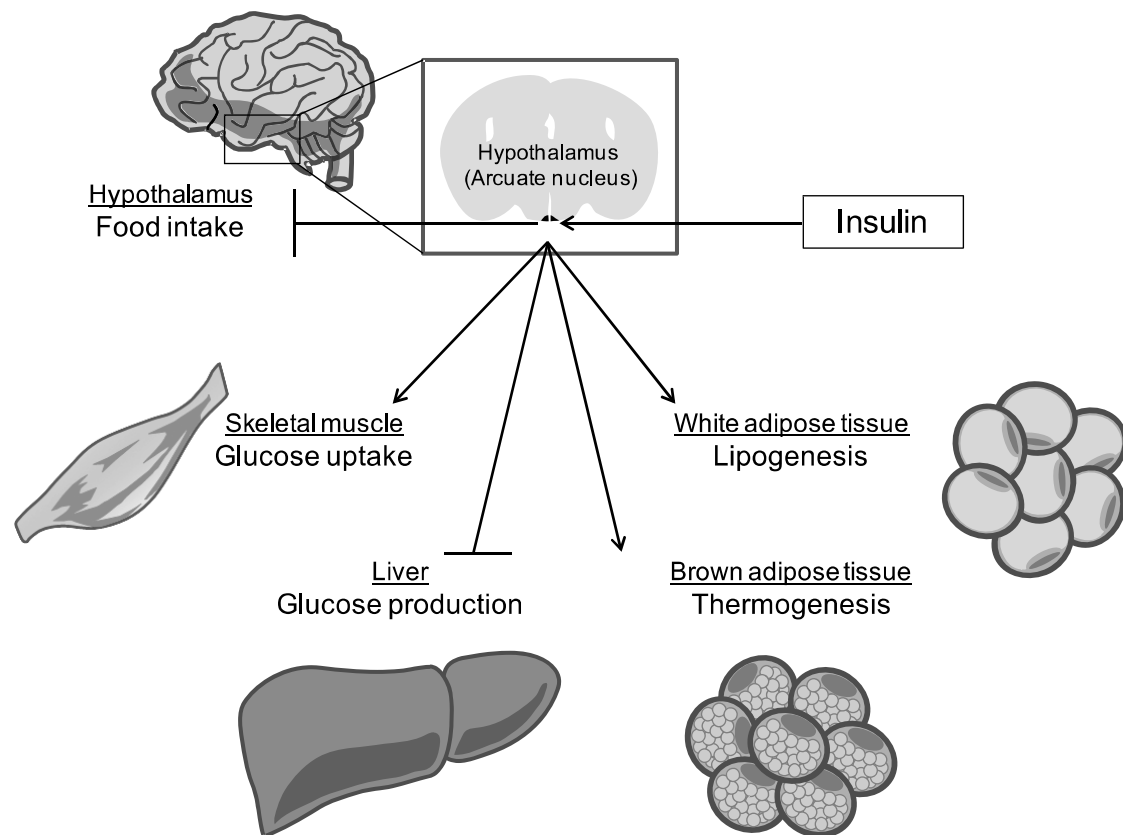 Hypothalamus
(Arcuate nucleus)
Hypothalamus
Food intake
Insulin
Skeletal muscle
Glucose uptake
White adipose tissue
Lipogenesis
Liver
Glucose production
Brown adipose tissue
Thermogenesis